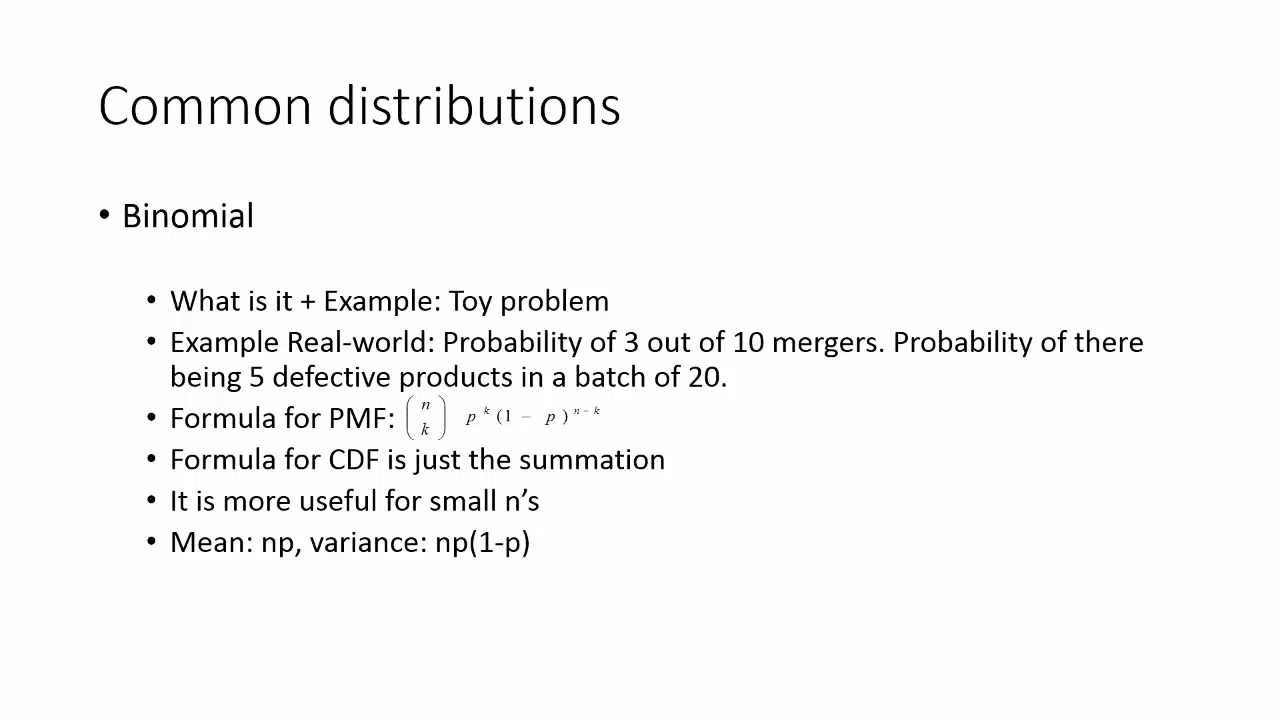 Common distributions
• Binomial
• What is it + Example: Toy problem
• Example Real-world: Probability of 3 out of 10 mergers. Probability of there
being 5 defective products in a batch of 20.
• Formula for PMF: (n k) p^k (1 − p)^{n−k}
• Formula for CDF is just the summation
• It is more useful for small n’s
• Mean: np, variance: np(1-p)